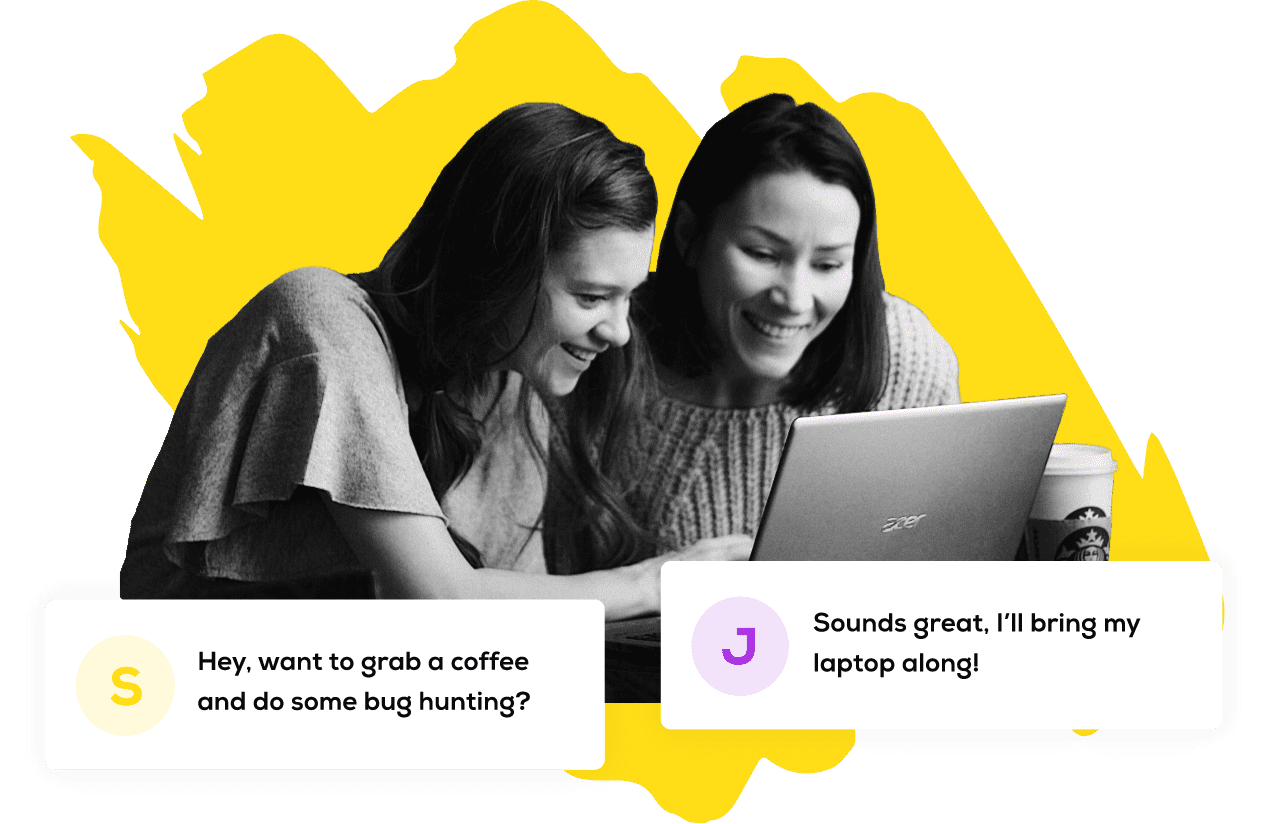 acer
S
Hey, want to grab a coffee
and do some bug hunting?
J
Sounds great, I’ll bring my
laptop along!